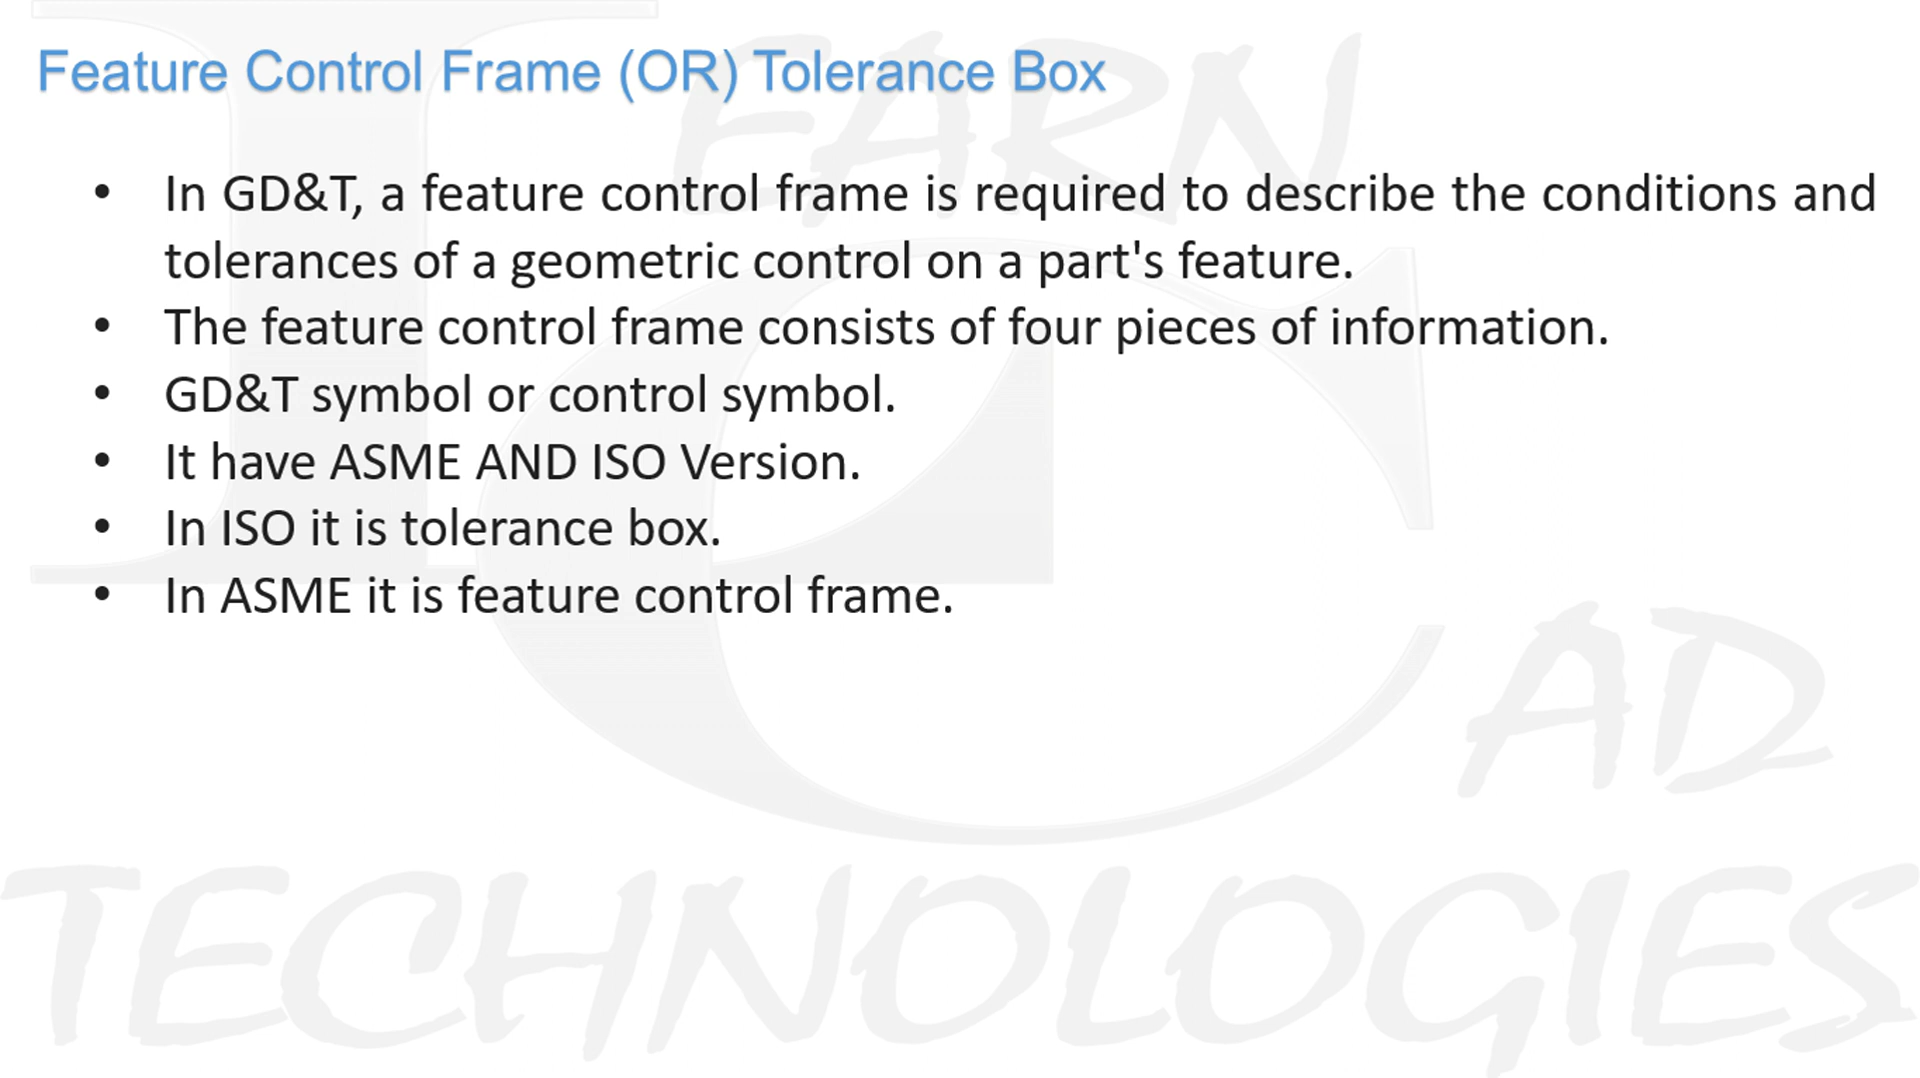 Feature Control Frame (OR) Tolerance Box
• In GD&T, a feature control frame is required to describe the conditions and
tolerances of a geometric control on a part's feature.
• The feature control frame consists of four pieces of information.
• GD&T symbol or control symbol.
• It have ASME AND ISO Version.
• In ISO it is tolerance box.
• In ASME it is feature control frame.
LEARN
CAD
TECHNOLOGIES